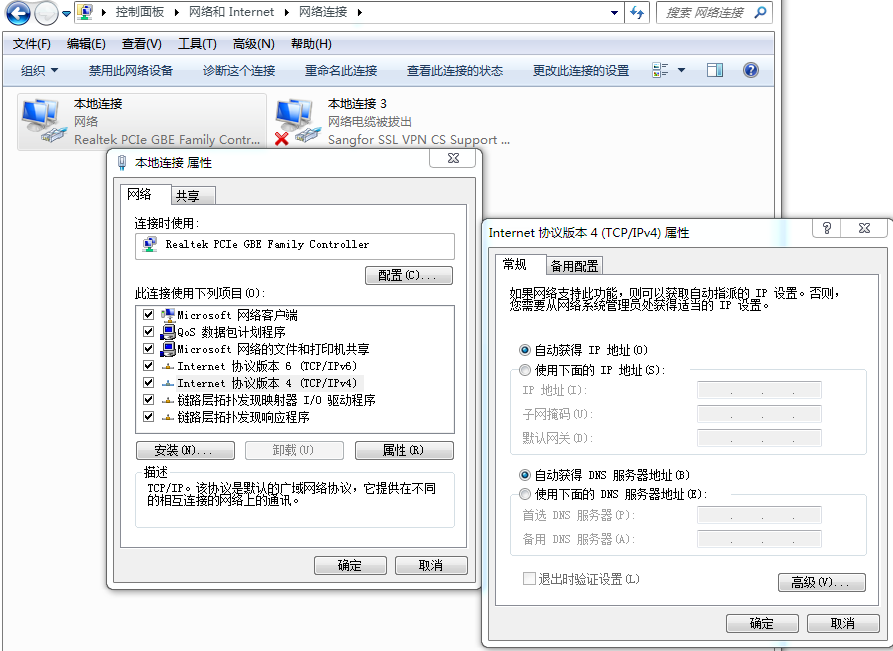 控制面板 ▸ 网络和 Internet ▸ 网络连接 ▸
搜索 网络连接
文件(F) 编辑(E) 查看(V) 工具(T) 高级(N) 帮助(H)
组织 禁用此网络设备 诊断这个连接 重命名此连接 查看此连接的状态 更改此连接的设置
本地连接
网络
Realtek PCIe GBE Family Contr...
本地连接 3
网络电缆被拔出
Sangfor SSL VPN CS Support ...
本地连接 属性
网络 共享
连接时使用:
Realtek PCIe GBE Family Controller
配置(C)...
此连接使用下列项目(O):
Microsoft 网络客户端
QoS 数据包计划程序
Microsoft 网络的文件和打印机共享
Internet 协议版本 6 (TCP/IPv6)
Internet 协议版本 4 (TCP/IPv4)
链路层拓扑发现映射器 I/O 驱动程序
链路层拓扑发现响应程序
安装(N)... 卸载(U) 属性(R)
描述
TCP/IP。该协议是默认的广域网络协议，它提供在不同
的相互连接的网络上的通讯。
确定 取消
Internet 协议版本 4 (TCP/IPv4) 属性
常规 备用配置
如果网络支持此功能，则可以获取自动指派的 IP 设置。否则，
您需要从网络系统管理员处获得适当的 IP 设置。
自动获得 IP 地址(O)
使用下面的 IP 地址(S):
IP 地址(I):
子网掩码(U):
默认网关(D):
自动获得 DNS 服务器地址(B)
使用下面的 DNS 服务器地址(E):
首选 DNS 服务器(P):
备用 DNS 服务器(A):
退出时验证设置(L)
高级(V)...
确定 取消